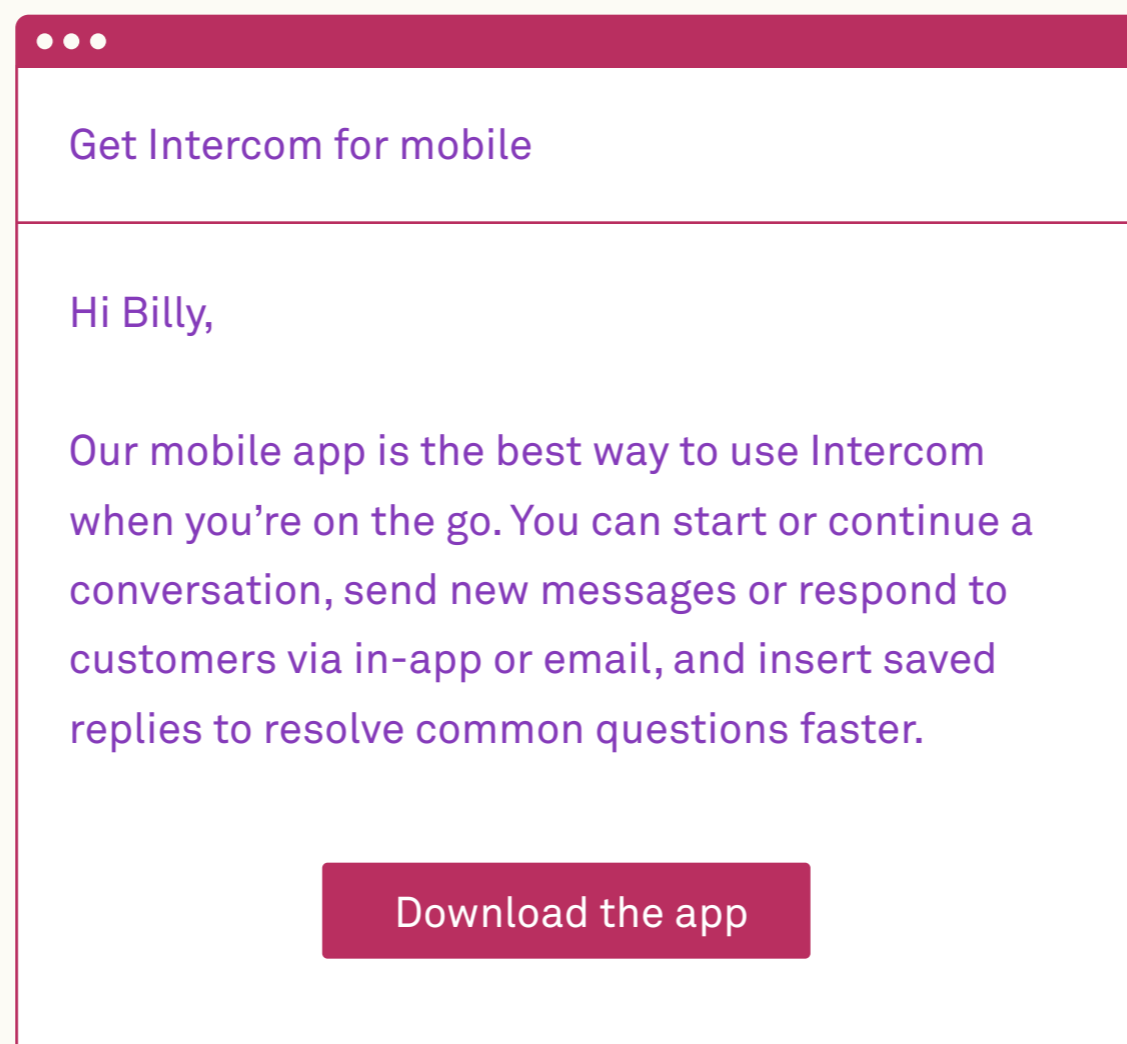 Get Intercom for mobile
Hi Billy,
Our mobile app is the best way to use Intercom
when you’re on the go. You can start or continue a
conversation, send new messages or respond to
customers via in-app or email, and insert saved
replies to resolve common questions faster.
Download the app